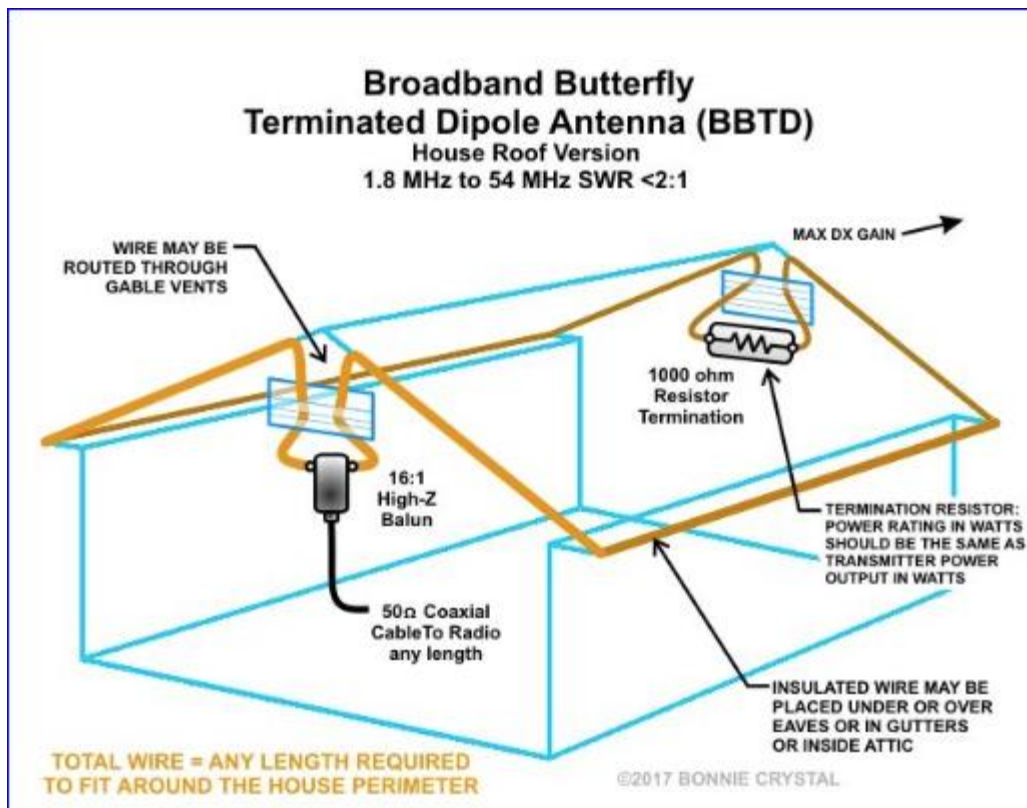 Broadband Butterfly
Terminated Dipole Antenna (BBTD)
House Roof Version
1.8 MHz to 54 MHz SWR <2:1
MAX DX GAIN
WIRE MAY BE
ROUTED THROUGH
GABLE VENTS
1000 ohm
Resistor
Termination
16:1
High-Z
Balun
TERMINATION RESISTOR:
POWER RATING IN WATTS
SHOULD BE THE SAME AS
TRANSMITTER POWER
OUTPUT IN WATTS
50Ω Coaxial
CableTo Radio
any length
INSULATED WIRE MAY BE
PLACED UNDER OR OVER
EAVES OR IN GUTTERS
OR INSIDE ATTIC
TOTAL WIRE = ANY LENGTH REQUIRED
TO FIT AROUND THE HOUSE PERIMETER
©2017 BONNIE CRYSTAL